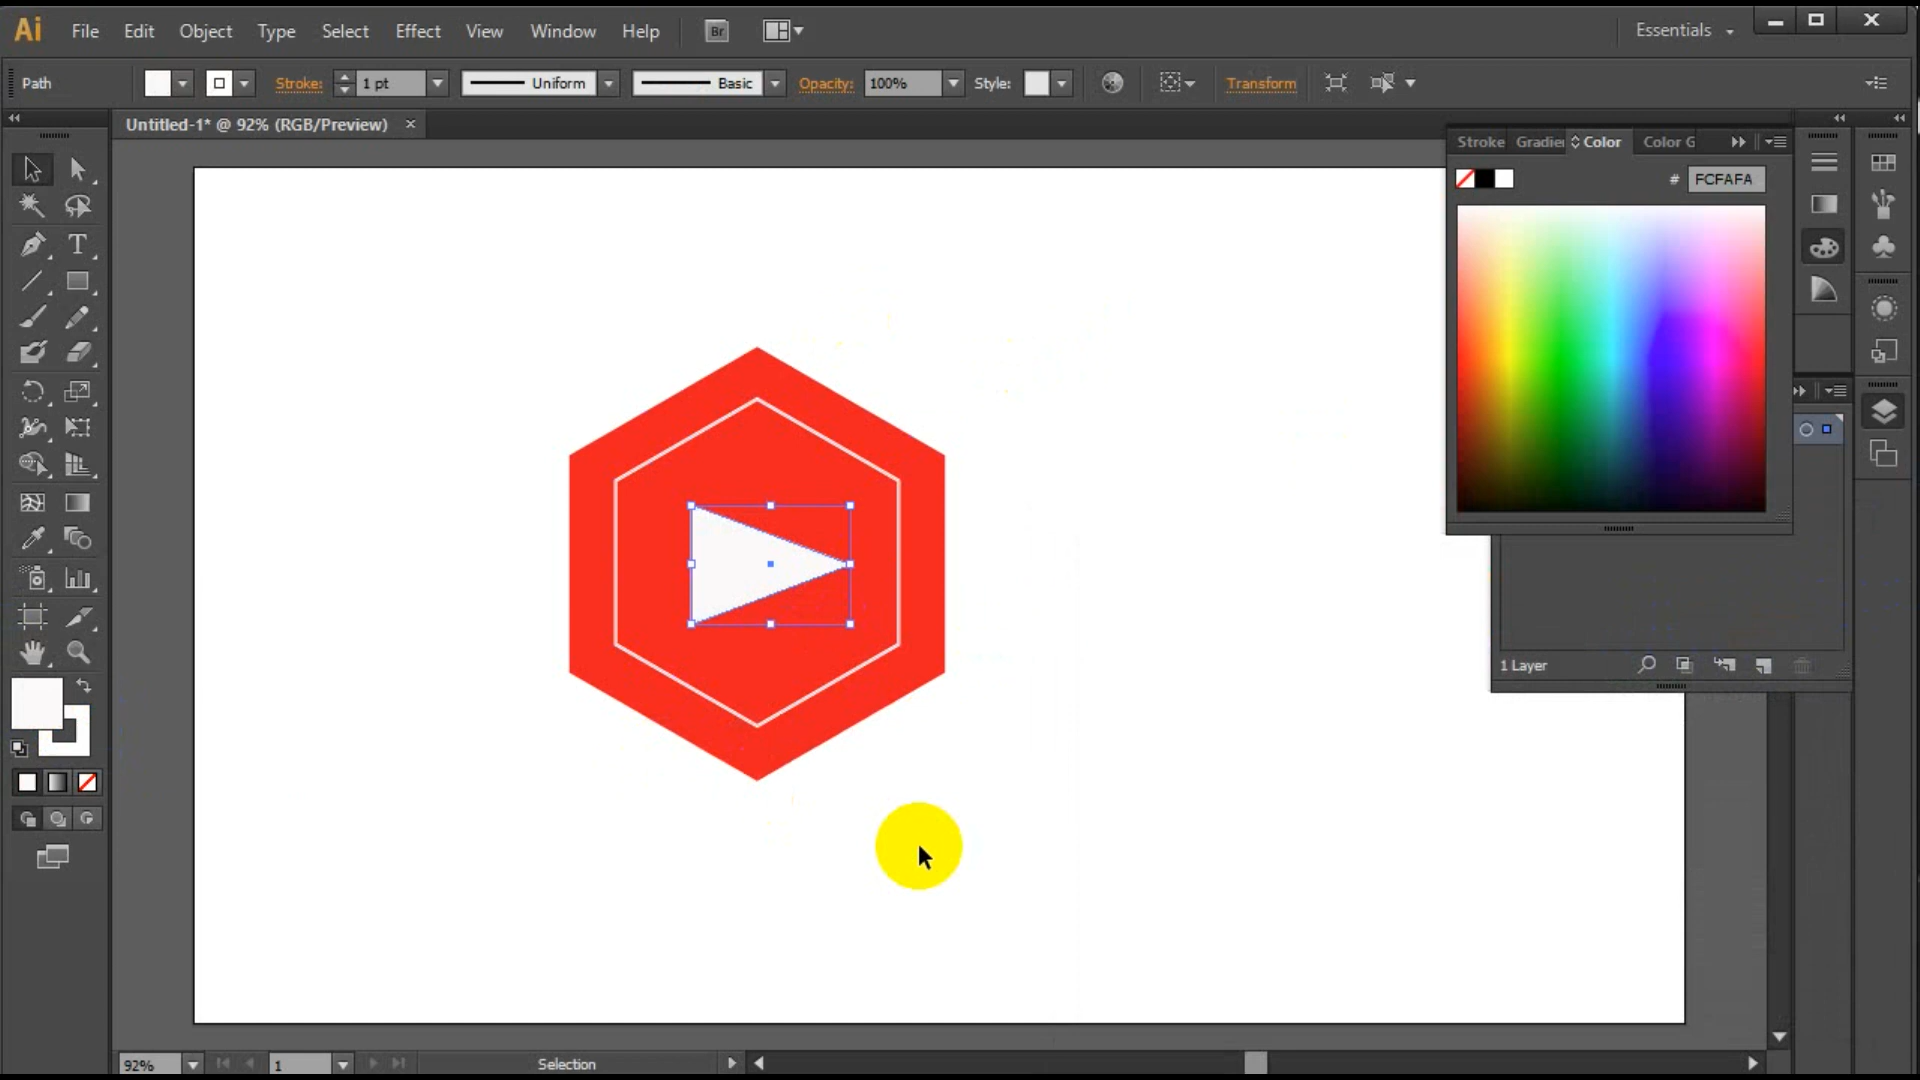 Ai File Edit Object Type Select Effect View Window Help Br Essentials
Path Stroke: 1 pt Uniform Basic Opacity: 100% Style: Transform
Untitled-1* @ 92% (RGB/Preview)
Stroke Gradie Color Color G
# FCFAFA
T
1 Layer
92% 1 Selection